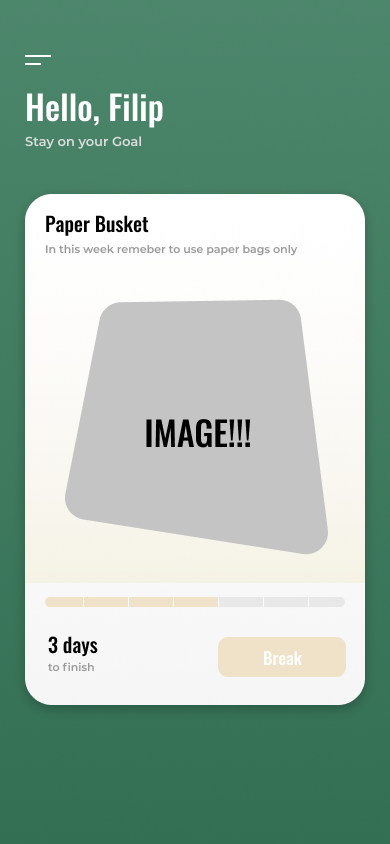 Hello, Filip
Stay on your Goal
Paper Busket
In this week remeber to use paper bags only
IMAGE!!!
3 days
to finish
Break